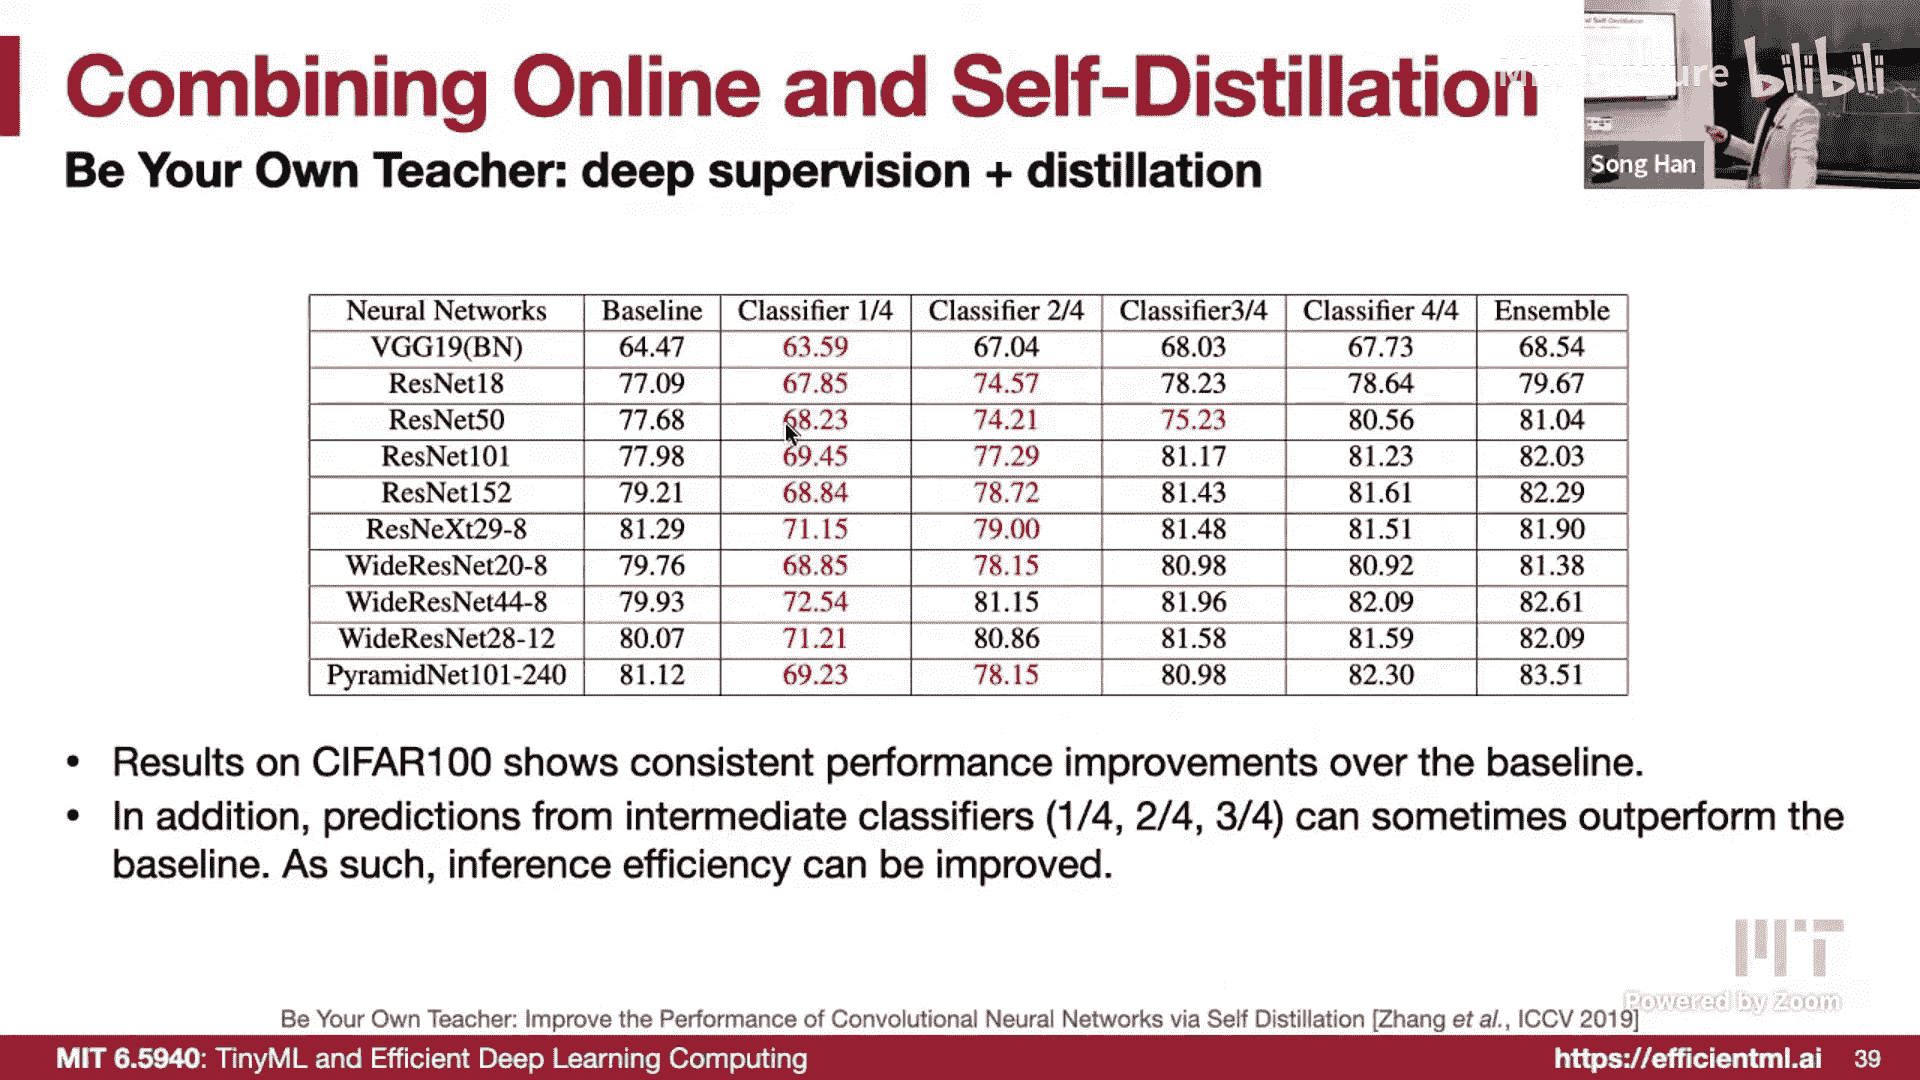 Combining Online and Self-Distillation
bilibili
Song Han
Be Your Own Teacher: deep supervision + distillation
Neural Networks Baseline Classifier 1/4 Classifier 2/4 Classifier3/4 Classifier 4/4 Ensemble
VGG19(BN) 64.47 63.59 67.04 68.03 67.73 68.54
ResNet18 77.09 67.85 74.57 78.23 78.64 79.67
ResNet50 77.68 68.23 74.21 75.23 80.56 81.04
ResNet101 77.98 69.45 77.29 81.17 81.23 82.03
ResNet152 79.21 68.84 78.72 81.43 81.61 82.29
ResNeXt29-8 81.29 71.15 79.00 81.48 81.51 81.90
WideResNet20-8 79.76 68.85 78.15 80.98 80.92 81.38
WideResNet44-8 79.93 72.54 81.15 81.96 82.09 82.61
WideResNet28-12 80.07 71.21 80.86 81.58 81.59 82.09
PyramidNet101-240 81.12 69.23 78.15 80.98 82.30 83.51
• Results on CIFAR100 shows consistent performance improvements over the baseline.
• In addition, predictions from intermediate classifiers (1/4, 2/4, 3/4) can sometimes outperform the
baseline. As such, inference efficiency can be improved.
MIT
Powered by Zoom
Be Your Own Teacher: Improve the Performance of Convolutional Neural Networks via Self Distillation [Zhang et al., ICCV 2019]
MIT 6.5940: TinyML and Efficient Deep Learning Computing
https://efficientml.ai 39